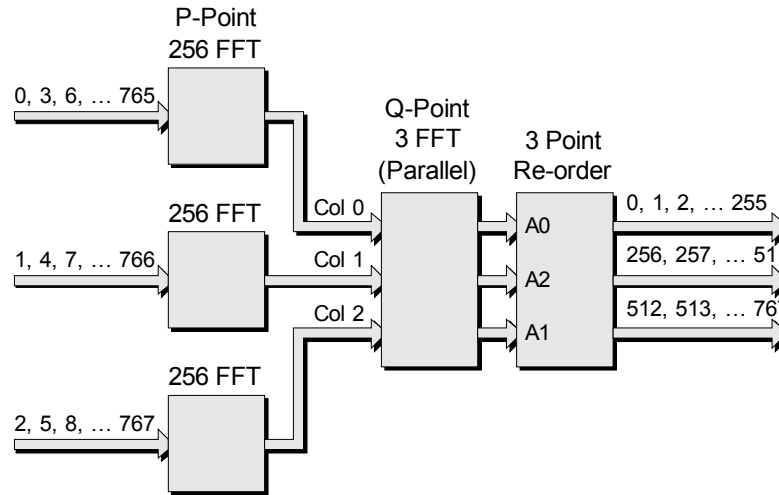 P-Point
256 FFT
0, 3, 6, … 765
Q-Point
3 FFT
(Parallel)
3 Point
Re-order
Col 0
256 FFT
1, 4, 7, … 766
Col 1
Col 2
A0
A2
A1
0, 1, 2, … 255
256, 257, … 51
512, 513, … 767
256 FFT
2, 5, 8, … 767